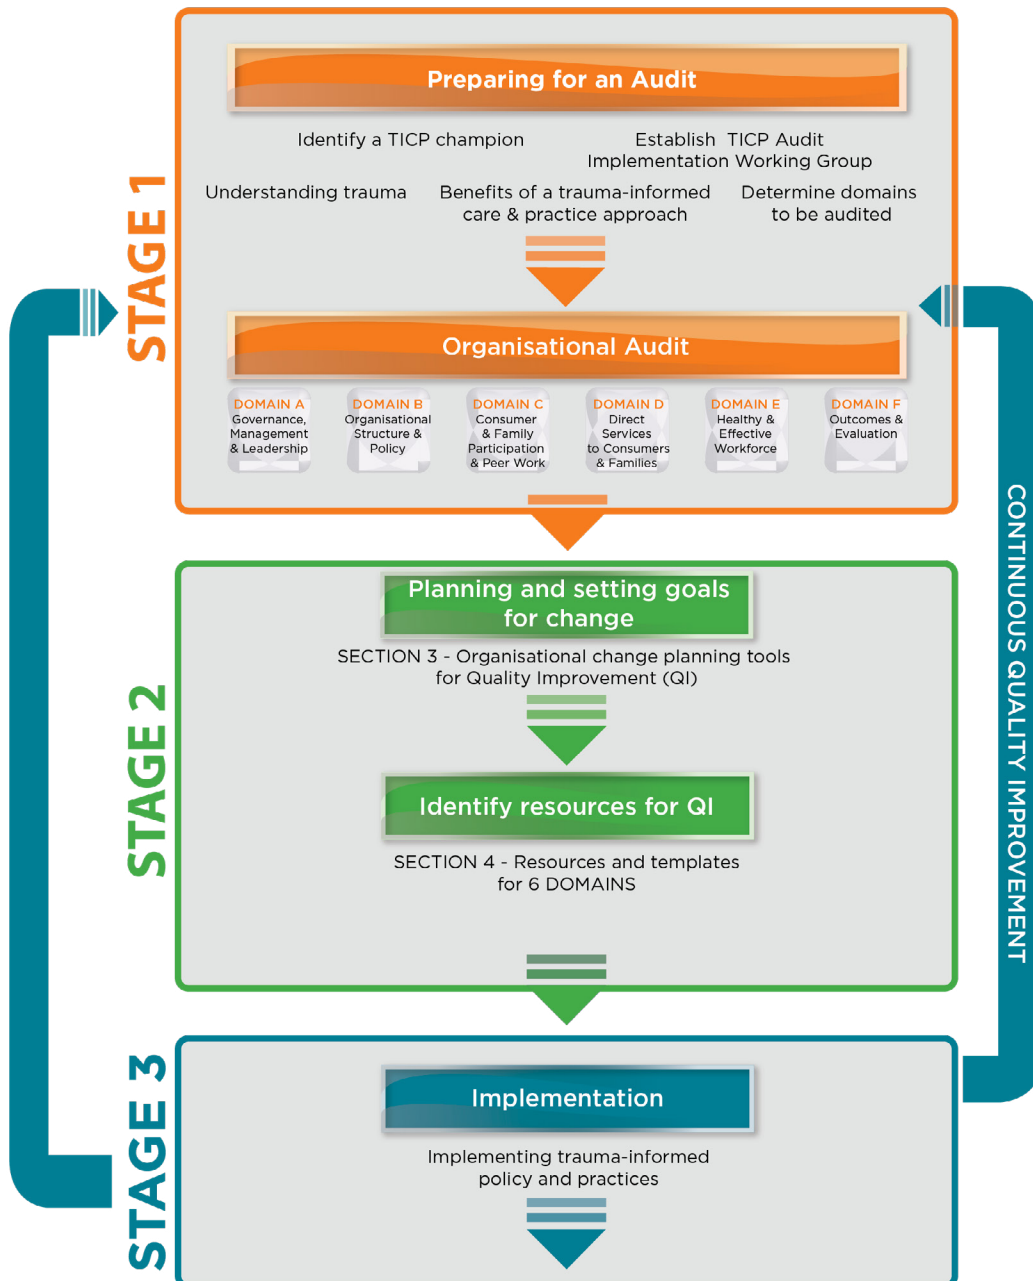 STAGE 1
Preparing for an Audit
Identify a TICP champion
Establish TICP Audit
Implementation Working Group
Understanding trauma
Benefits of a trauma-informed
care & practice approach
Determine domains
to be audited
Organisational Audit
DOMAIN A
Governance,
Management
& Leadership
DOMAIN B
Organisational
Structure &
Policy
DOMAIN C
Consumer
& Family
Participation
& Peer Work
DOMAIN D
Direct
Services
to Consumers
& Families
DOMAIN E
Healthy &
Effective
Workforce
DOMAIN F
Outcomes &
Evaluation
STAGE 2
Planning and setting goals
for change
SECTION 3 - Organisational change planning tools
for Quality Improvement (QI)
Identify resources for QI
SECTION 4 - Resources and templates
for 6 DOMAINS
STAGE 3
Implementation
Implementing trauma-informed
policy and practices
CONTINUOUS QUALITY IMPROVEMENT